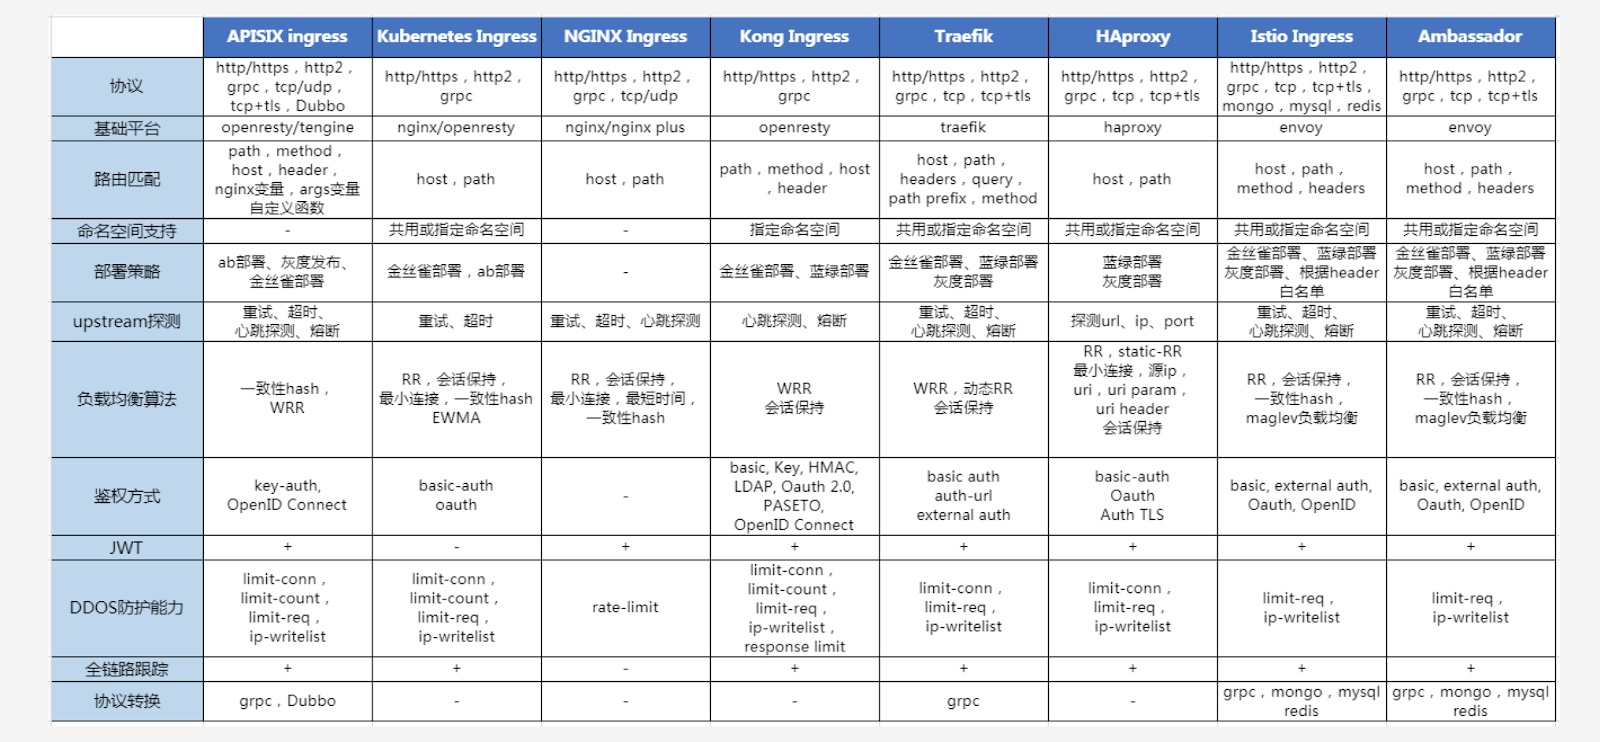 APISIX ingress Kubernetes Ingress NGINX Ingress Kong Ingress Traefik HAproxy Istio Ingress Ambassador
协议
http/https，http2，
grpc，tcp/udp，
tcp+tls，Dubbo
http/https，http2，
grpc
http/https，http2，
grpc，tcp/udp
http/https，http2，
grpc
http/https，http2，
grpc，tcp，tcp+tls
http/https，http2，
grpc，tcp，tcp+tls
http/https，http2，
grpc，tcp，tcp+tls，
mongo，mysql，redis
http/https，http2，
grpc，tcp，tcp+tls
基础平台
openresty/tengine
nginx/openresty
nginx/nginx plus
openresty
traefik
haproxy
envoy
envoy
路由匹配
path，method，
host，header，
nginx变量，args变量
自定义函数
host，path
host，path
path，method，host
，header
host，path，
headers，query，
path prefix，method
host，path
host，path，
method，headers
host，path，
method，headers
命名空间支持
-
共用或指定命名空间
-
指定命名空间
共用或指定命名空间
共用或指定命名空间
共用或指定命名空间
共用或指定命名空间
部署策略
ab部署、灰度发布、
金丝雀部署
金丝雀部署，ab部署
-
金丝雀部署、蓝绿部署
金丝雀部署、蓝绿部署
灰度部署
蓝绿部署
灰度部署
金丝雀部署、蓝绿部署
灰度部署、根据header
白名单
金丝雀部署、蓝绿部署
灰度部署、根据header
白名单
upstream探测
重试、超时、
心跳探测、熔断
重试、超时
重试、超时、心跳探测
心跳探测、熔断
重试、超时、
心跳探测、熔断
探测url、ip、port
重试、超时、
心跳探测、熔断
重试、超时、
心跳探测、熔断
负载均衡算法
一致性hash，
WRR
RR，会话保持，
最小连接，一致性hash
EWMA
RR，会话保持，
最小连接，最短时间，
一致性hash
WRR
会话保持
WRR，动态RR
会话保持
RR，static-RR
最小连接，源ip，
uri，uri param，
uri header
会话保持
RR，会话保持，
一致性hash，
maglev负载均衡
RR，会话保持，
一致性hash，
maglev负载均衡
鉴权方式
key-auth,
OpenID Connect
basic-auth
oauth
-
basic, Key, HMAC,
LDAP, Oauth 2.0,
PASETO,
OpenID Connect
basic auth
auth-url
external auth
basic-auth
Oauth
Auth TLS
basic, external auth,
Oauth, OpenID
basic, external auth,
Oauth, OpenID
JWT
+
-
+
+
+
+
+
+
DDOS防护能力
limit-conn，
limit-count，
limit-req，
ip-writelist
limit-conn，
limit-count，
limit-req，
ip-writelist
rate-limit
limit-conn，
limit-count，
limit-req，
ip-writelist，
response limit
limit-conn，
limit-req，
ip-writelist
limit-conn，
limit-req，
ip-writelist
limit-req，
ip-writelist
limit-req，
ip-writelist
全链路跟踪
+
+
-
+
+
+
+
+
协议转换
grpc，Dubbo
-
-
-
grpc
-
grpc，mongo，mysql
redis
grpc，mongo，mysql
redis